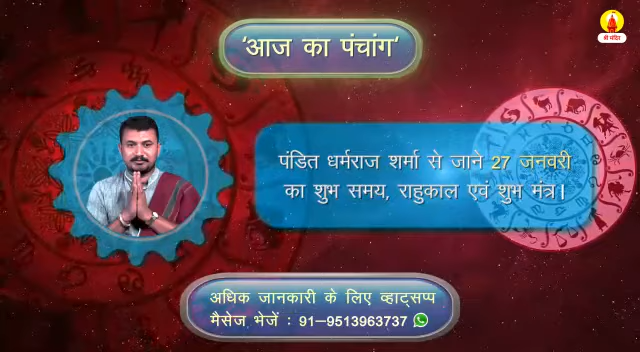 'आज का पंचांग'
श्री मंदिर
पंडित धर्मराज शर्मा से जाने 27 जनवरी
का शुभ समय, राहुकाल एवं शुभ मंत्र।
अधिक जानकारी के लिए व्हाट्सप्प
मैसेज भेजें : 91–9513963737